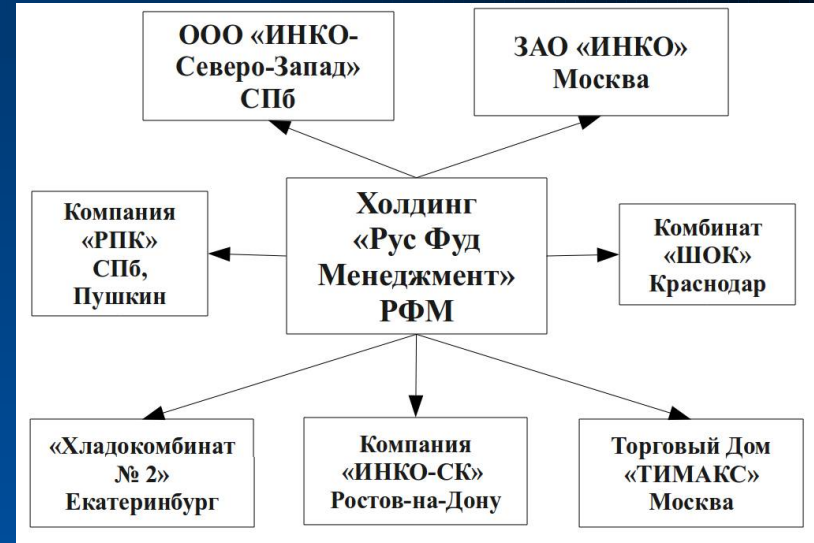 ООО «ИНКО-
Северо-Запад»
СПб
ЗАО «ИНКО»
Москва
Компания
«РПК»
СПб,
Пушкин
Холдинг
«Рус Фуд
Менеджмент»
РФМ
Комбинат
«ШОК»
Краснодар
«Хладокомбинат
№ 2»
Екатеринбург
Компания
«ИНКО-СК»
Ростов-на-Дону
Торговый Дом
«ТИМАКС»
Москва